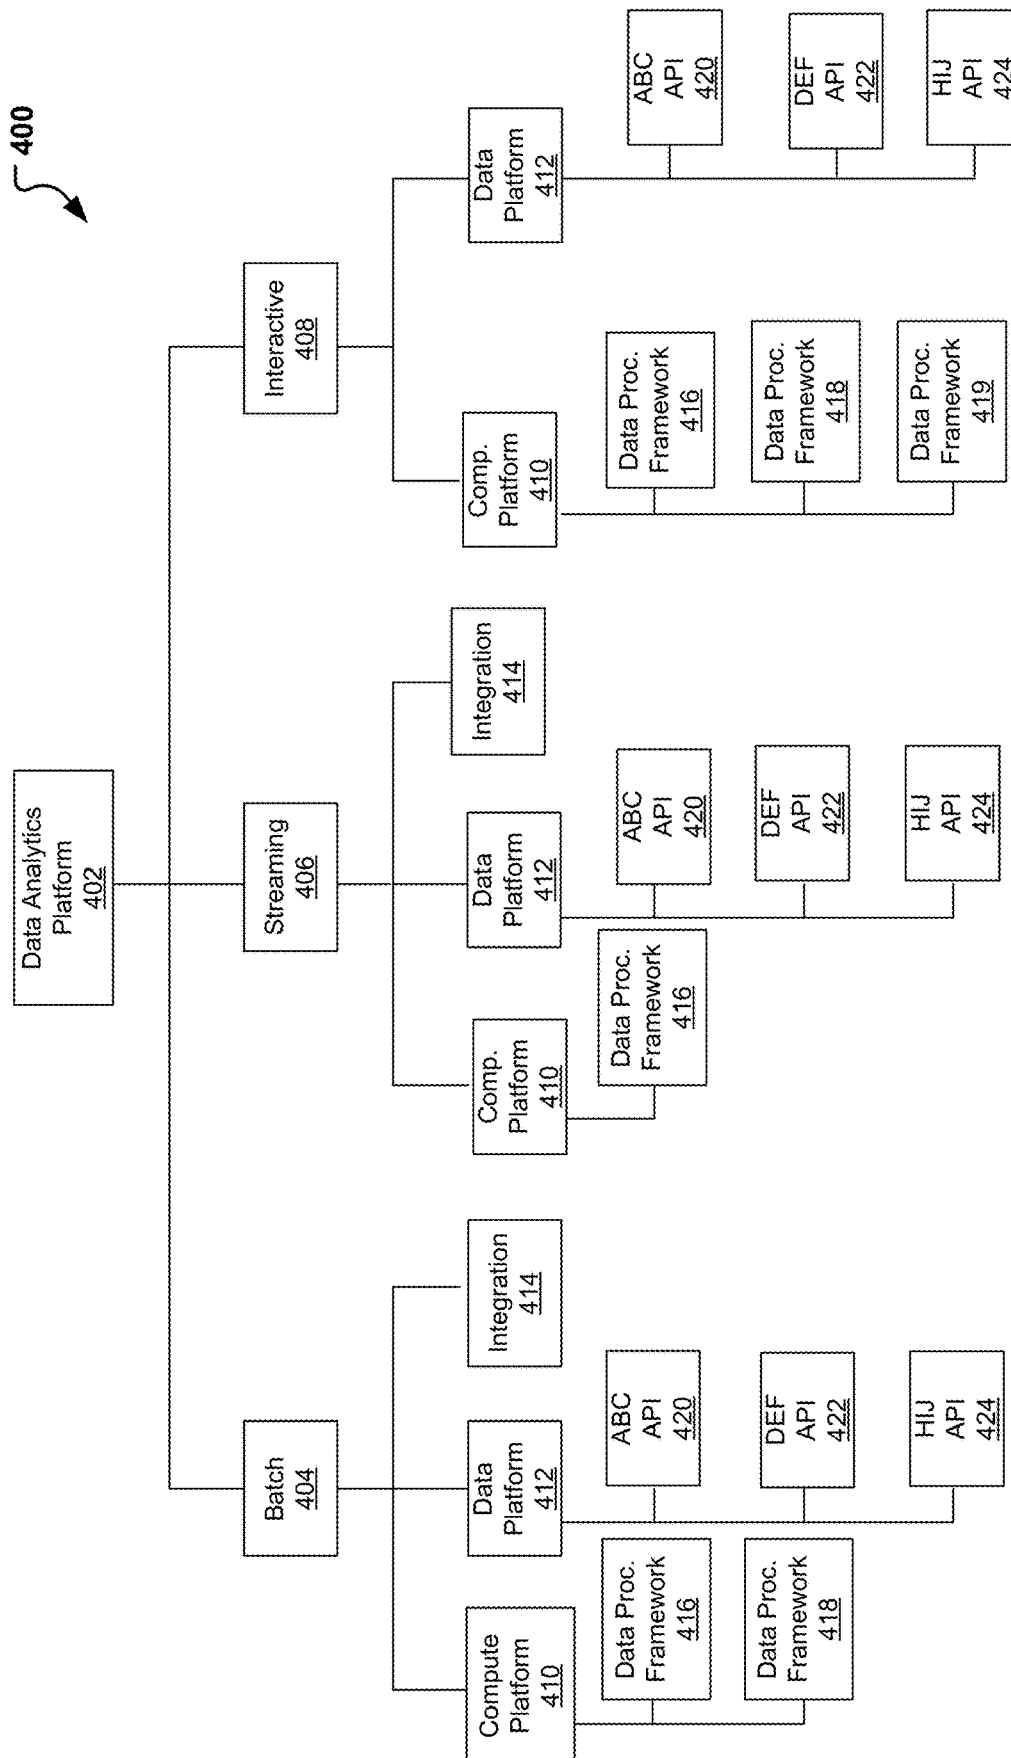 400
Data Analytics
Platform
402
Batch
404
Streaming
406
Interactive
408
Compute
Platform
410
Data
Platform
412
Integration
414
Comp.
Platform
410
Data
Platform
412
Integration
414
Comp.
Platform
410
Data
Platform
412
Data Proc.
Framework
416
Data Proc.
Framework
418
ABC
API
420
DEF
API
422
HIJ
API
424
Data Proc.
Framework
416
ABC
API
420
DEF
API
422
HIJ
API
424
Data Proc.
Framework
416
Data Proc.
Framework
418
Data Proc.
Framework
419
ABC
API
420
DEF
API
422
HIJ
API
424